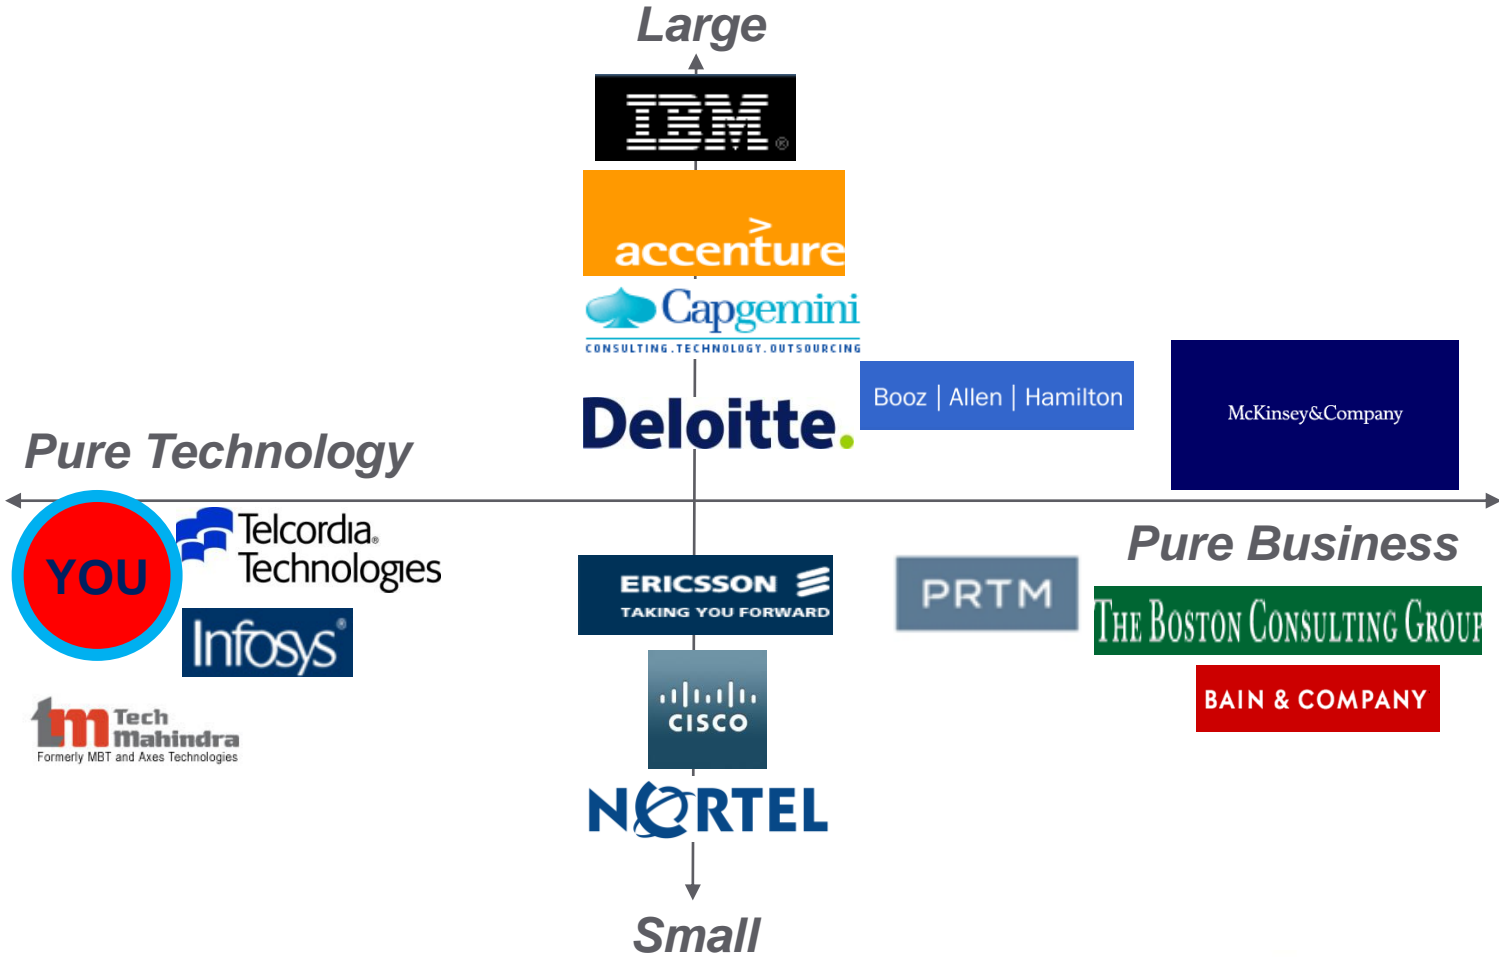 Large
IBM®
accenture
Capgemini
CONSULTING.TECHNOLOGY.OUTSOURCING
Booz | Allen | Hamilton
McKinsey&Company
Deloitte.
Pure Technology
Pure Business
YOU
Telcordia®
Technologies
ERICSSON
TAKING YOU FORWARD
PRTM
THE BOSTON CONSULTING GROUP
Infosys®
CISCO
BAIN & COMPANY
tm Tech
Mahindra
Formerly MBT and Axes Technologies
NORTEL
Small